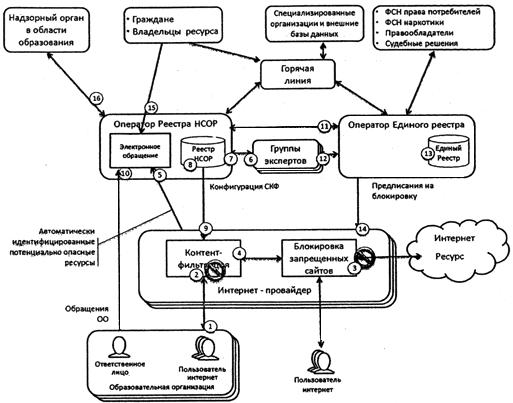 Надзорный орган
в области
образования
• Граждане
• Владельцы ресурса
Специализированные
организации и внешние
базы данных
• ФСН права потребителей
• ФСН наркотики
• Правообладатели
• Судебные решения
Горячая
линия
16
15
Оператор Реестра НСОР
Электронное
обращение
Реестр
НСОР
8
10
5
7
6
Группы
экспертов
11
12
Оператор Единого реестра
13
Единый
Реестр
Конфигурация СКФ
Предписания на
блокировку
Автоматически
идентифицированные
потенциально опасные
ресурсы
9
14
Контент-
фильтрация
2
4
Блокировка
запрещенных
сайтов
3
Интернет - провайдер
Интернет
Ресурс
Обращения
ОО
1
Ответственное
лицо
Пользователь
интернет
Образовательная организация
Пользователь
интернет